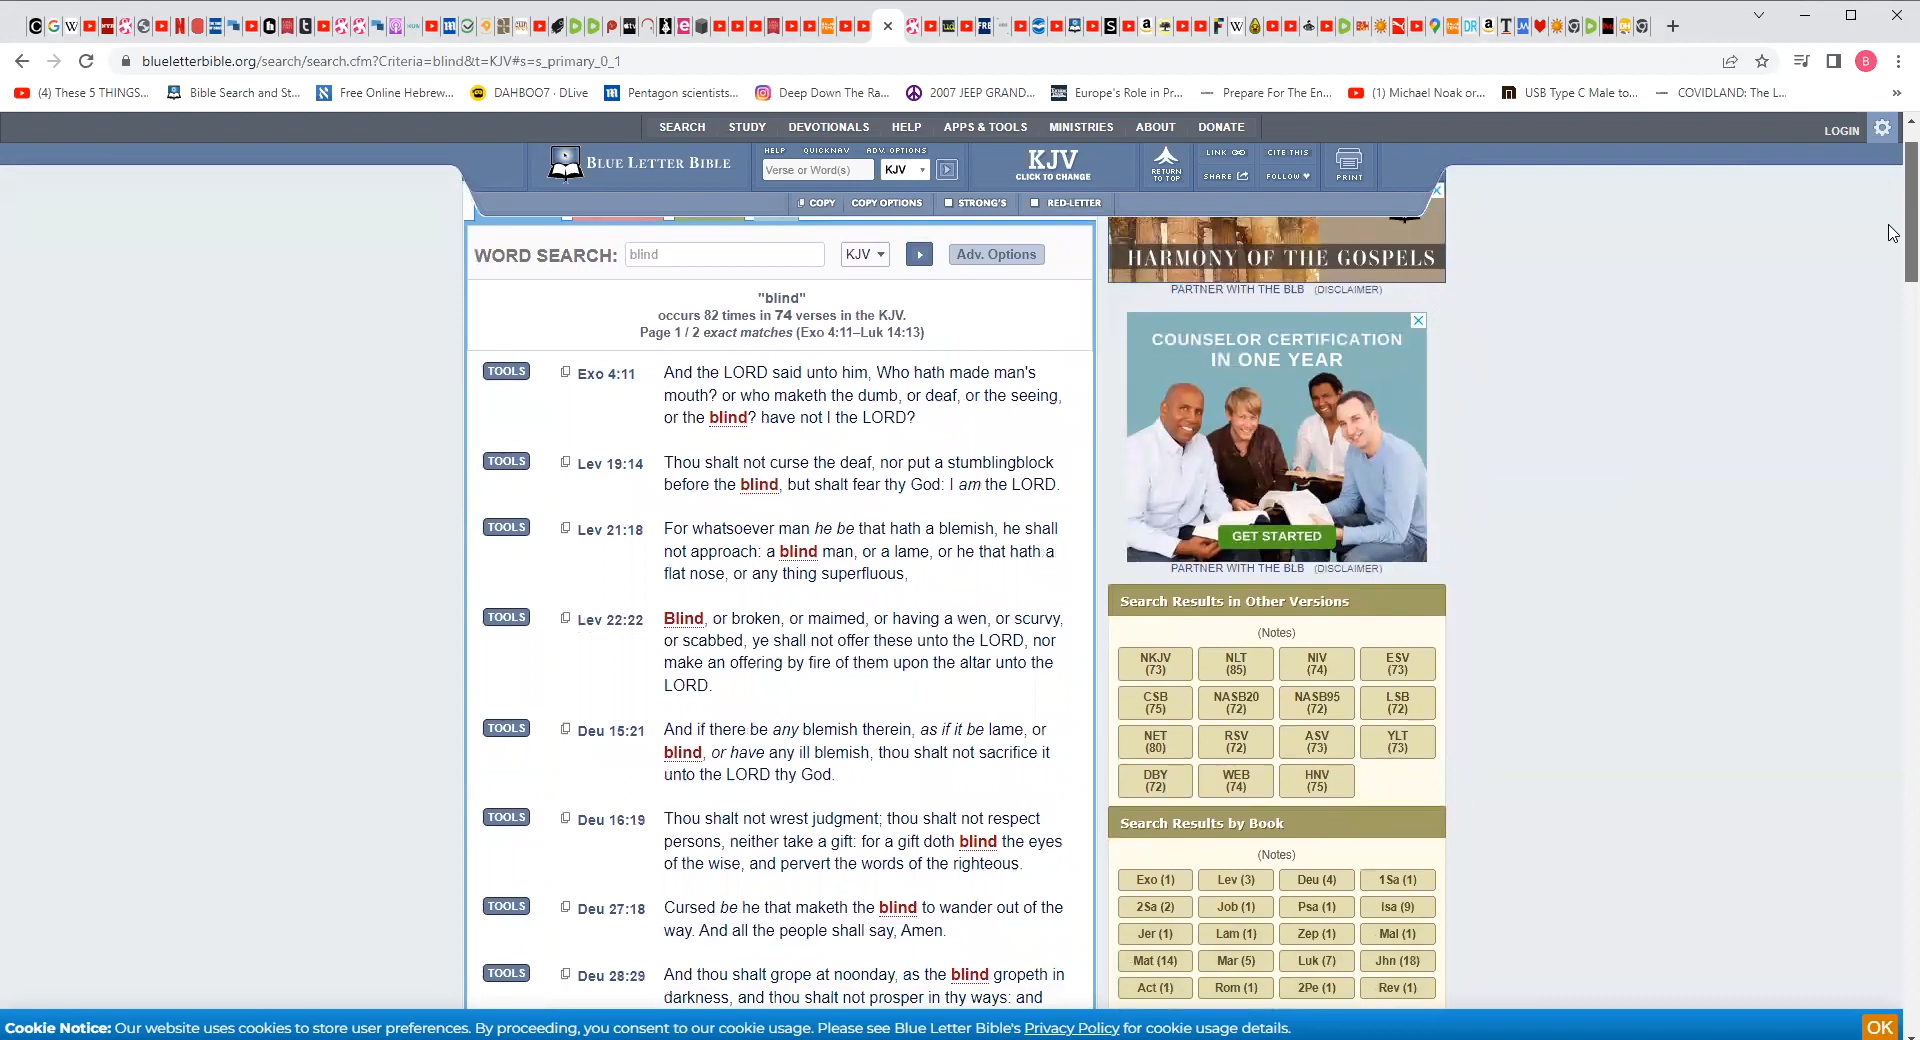 blueletterbible.org/search/search.cfm?Criteria=blind&t=KJV#s=s_primary_0_1
B
(4) These 5 THINGS...
Bible Search and St...
Free Online Hebrew...
DAHBOO7 - DLive
Pentagon scientists...
Deep Down The Ra...
2007 JEEP GRAND...
Europe's Role in Pr...
Prepare For The En...
(1) Michael Noak or...
USB Type C Male to...
COVIDLAND: The L...
SEARCH STUDY DEVOTIONALS HELP APPS & TOOLS MINISTRIES ABOUT DONATE
LOGIN
BLUE LETTER BIBLE
HELP QUICKNAV ADV. OPTIONS
Verse or Word(s) KJV
KJV
CLICK TO CHANGE
RETURN TO TOP
LINK CITE THIS
SHARE FOLLOW
PRINT
COPY COPY OPTIONS STRONG'S RED-LETTER
WORD SEARCH: blind KJV Adv. Options
"blind"
occurs 82 times in 74 verses in the KJV.
Page 1 / 2 exact matches (Exo 4:11–Luk 14:13)
TOOLS Exo 4:11 And the LORD said unto him, Who hath made man's
mouth? or who maketh the dumb, or deaf, or the seeing,
or the blind? have not I the LORD?
TOOLS Lev 19:14 Thou shalt not curse the deaf, nor put a stumblingblock
before the blind, but shalt fear thy God: I am the LORD.
TOOLS Lev 21:18 For whatsoever man he be that hath a blemish, he shall
not approach: a blind man, or a lame, or he that hath a
flat nose, or any thing superfluous,
TOOLS Lev 22:22 Blind, or broken, or maimed, or having a wen, or scurvy,
or scabbed, ye shall not offer these unto the LORD, nor
make an offering by fire of them upon the altar unto the
LORD.
TOOLS Deu 15:21 And if there be any blemish therein, as if it be lame, or
blind, or have any ill blemish, thou shalt not sacrifice it
unto the LORD thy God.
TOOLS Deu 16:19 Thou shalt not wrest judgment; thou shalt not respect
persons, neither take a gift: for a gift doth blind the eyes
of the wise, and pervert the words of the righteous.
TOOLS Deu 27:18 Cursed be he that maketh the blind to wander out of the
way. And all the people shall say, Amen.
TOOLS Deu 28:29 And thou shalt grope at noonday, as the blind gropeth in
darkness, and thou shalt not prosper in thy ways: and
HARMONY OF THE GOSPELS
PARTNER WITH THE BLB (DISCLAIMER)
COUNSELOR CERTIFICATION
IN ONE YEAR
GET STARTED
PARTNER WITH THE BLB (DISCLAIMER)
Search Results in Other Versions
(Notes)
NKJV (73) NLT (85) NIV (74) ESV (73)
CSB (75) NASB20 (72) NASB95 (72) LSB (72)
NET (80) RSV (72) ASV (73) YLT (73)
DBY (72) WEB (74) HNV (75)
Search Results by Book
(Notes)
Exo (1) Lev (3) Deu (4) 1Sa (1)
2Sa (2) Job (1) Psa (1) Isa (9)
Jer (1) Lam (1) Zep (1) Mal (1)
Mat (14) Mar (5) Luk (7) Jhn (18)
Act (1) Rom (1) 2Pe (1) Rev (1)
Cookie Notice: Our website uses cookies to store user preferences. By proceeding, you consent to our cookie usage. Please see Blue Letter Bible's Privacy Policy for cookie usage details.
OK